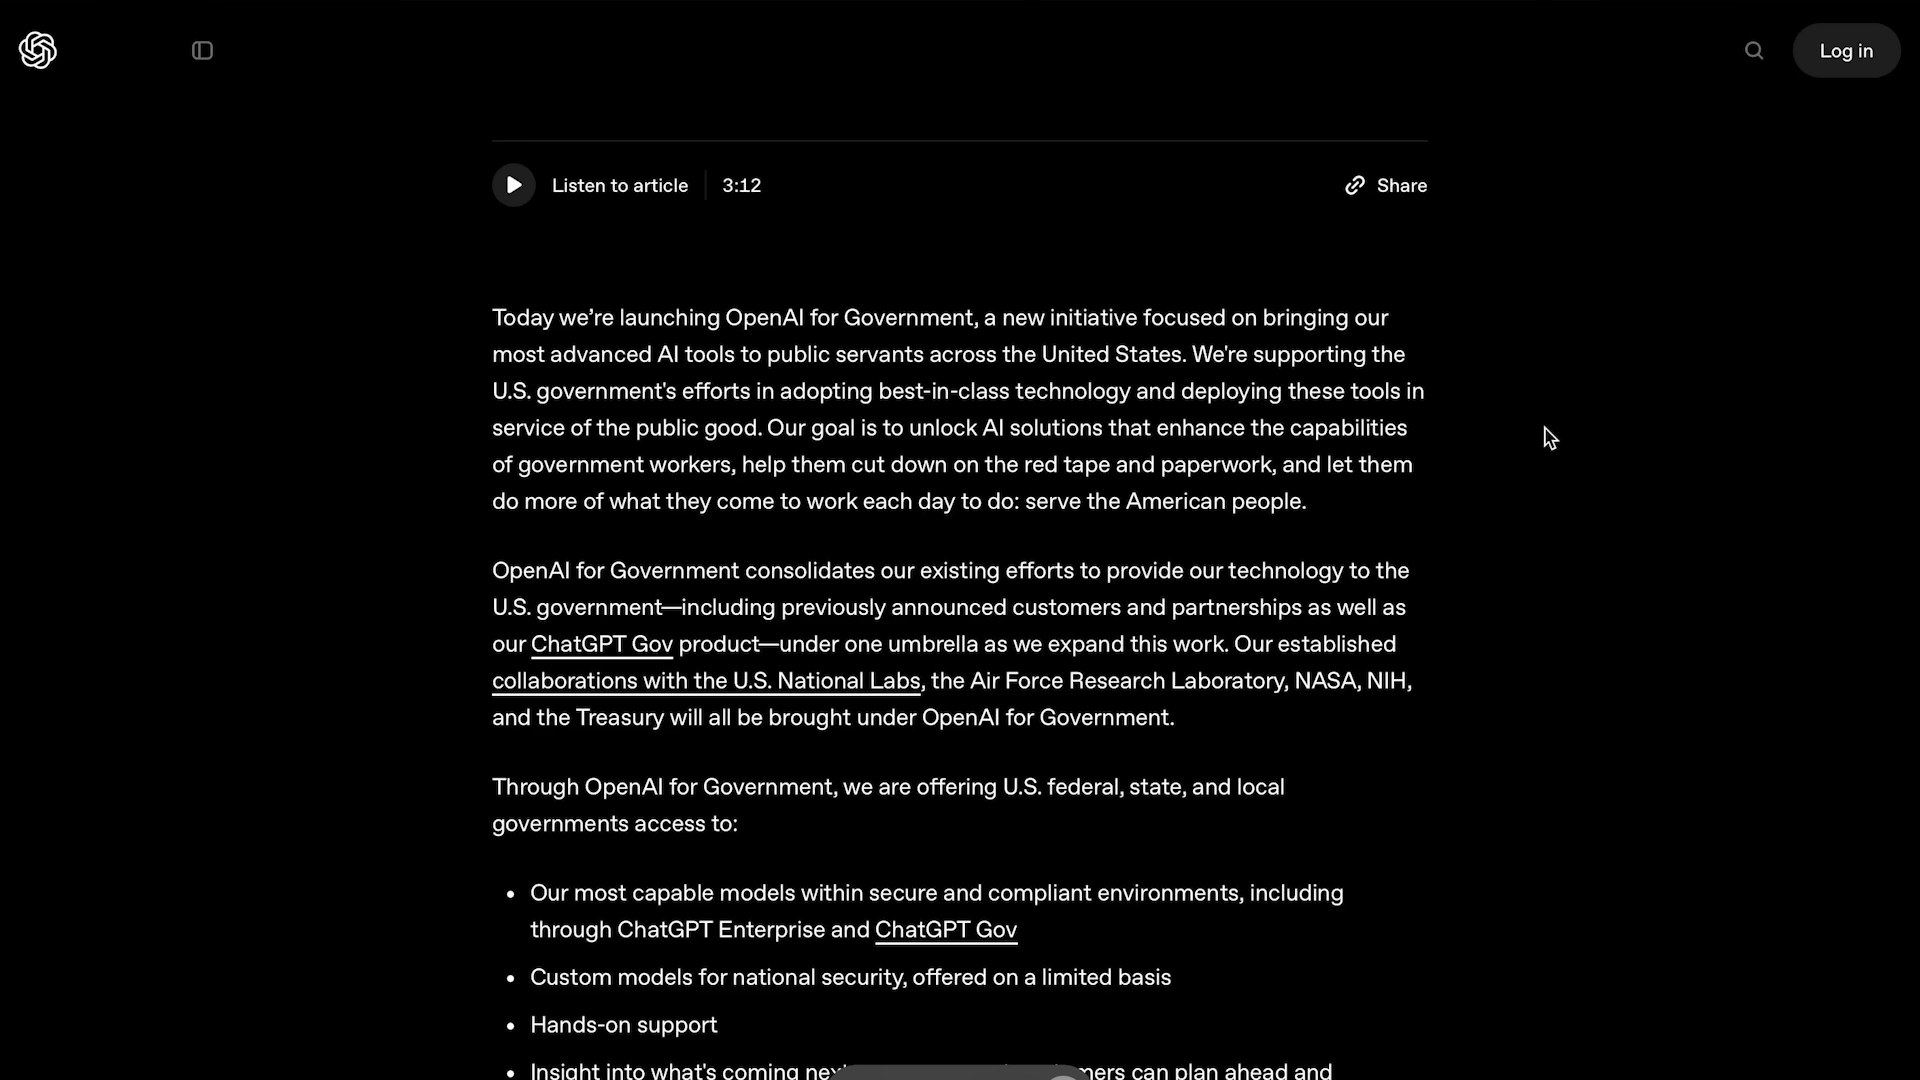 Log in
Listen to article
3:12
Share
Today we’re launching OpenAI for Government, a new initiative focused on bringing our
most advanced AI tools to public servants across the United States. We're supporting the
U.S. government's efforts in adopting best-in-class technology and deploying these tools in
service of the public good. Our goal is to unlock AI solutions that enhance the capabilities
of government workers, help them cut down on the red tape and paperwork, and let them
do more of what they come to work each day to do: serve the American people.
OpenAI for Government consolidates our existing efforts to provide our technology to the
U.S. government—including previously announced customers and partnerships as well as
our ChatGPT Gov product—under one umbrella as we expand this work. Our established
collaborations with the U.S. National Labs, the Air Force Research Laboratory, NASA, NIH,
and the Treasury will all be brought under OpenAI for Government.
Through OpenAI for Government, we are offering U.S. federal, state, and local
governments access to:
• Our most capable models within secure and compliant environments, including
through ChatGPT Enterprise and ChatGPT Gov
• Custom models for national security, offered on a limited basis
• Hands-on support
• Insight into what's coming can plan ahead and